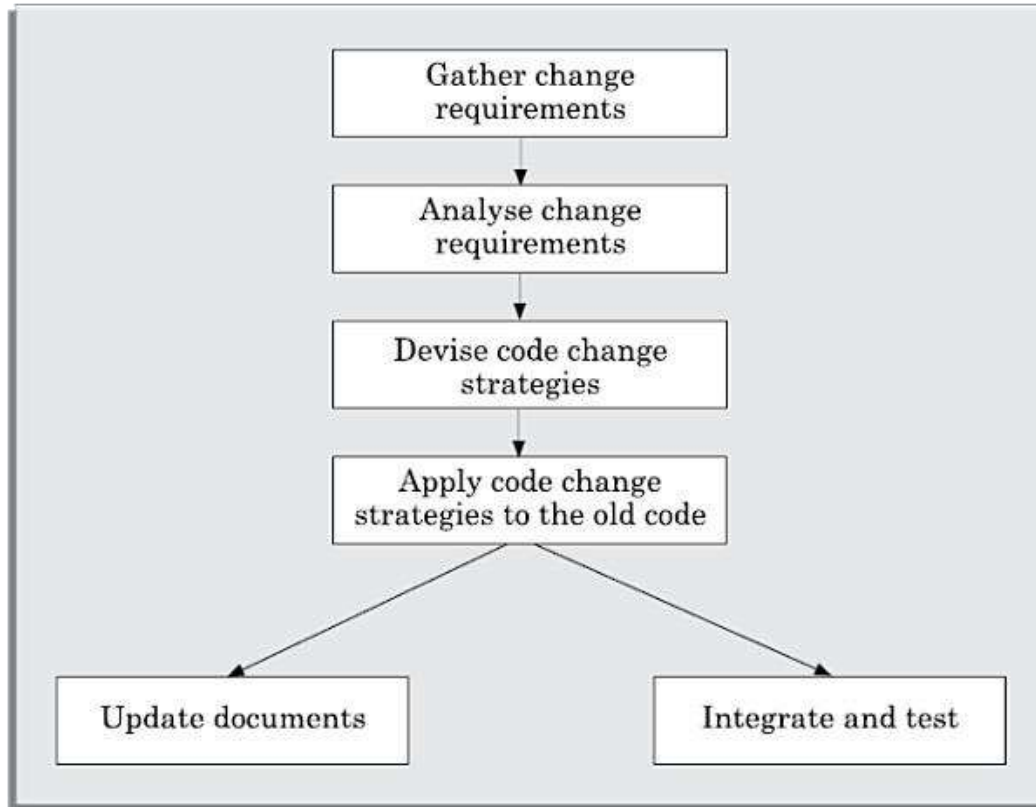 Gather change
requirements
Analyse change
requirements
Devise code change
strategies
Apply code change
strategies to the old code
Update documents
Integrate and test